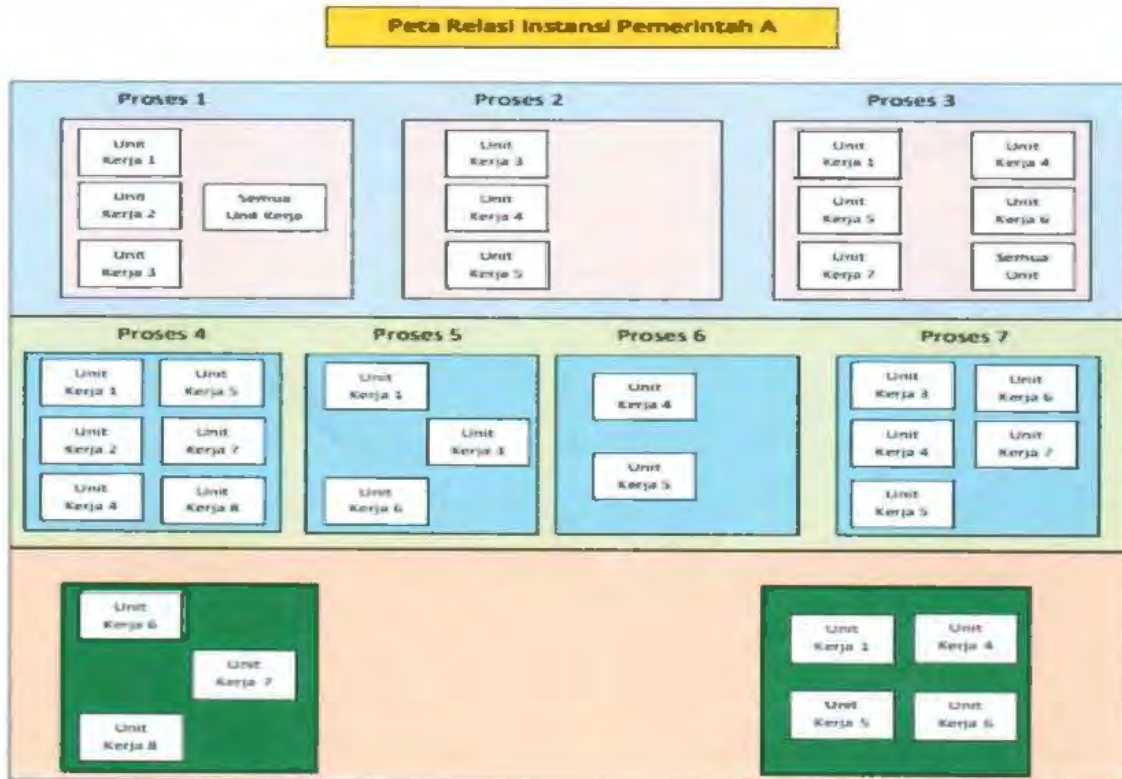 Peta Relasi Instansi Pemerintah A
Proses 1
Unit
Kerja 1
Unit
Kerja 2
Unit
Kerja 3
Semua
Unit Kerja
Proses 2
Unit
Kerja 3
Unit
Kerja 4
Unit
Kerja 5
Proses 3
Unit
Kerja 1
Unit
Kerja 5
Unit
Kerja 7
Unit
Kerja 4
Unit
Kerja 6
Semua
Unit
Proses 4
Unit
Kerja 1
Unit
Kerja 2
Unit
Kerja 4
Unit
Kerja 5
Unit
Kerja 7
Unit
Kerja 8
Proses 5
Unit
Kerja 1
Unit
Kerja 3
Unit
Kerja 6
Proses 6
Unit
Kerja 4
Unit
Kerja 5
Proses 7
Unit
Kerja 3
Unit
Kerja 4
Unit
Kerja 5
Unit
Kerja 6
Unit
Kerja 7
Unit
Kerja 6
Unit
Kerja 7
Unit
Kerja 8
Unit
Kerja 1
Unit
Kerja 4
Unit
Kerja 5
Unit
Kerja 6